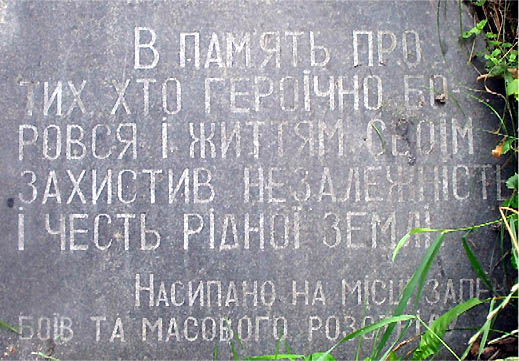 В ПАМЯТЬ ПРО
ТИХ, ХТО ГЕРОІЧНО БО-
РОВСЯ І ЖИТТЯМ СВОЇМ
ЗАХИСТИВ НЕЗАЛЕЖНІСТЬ
І ЧЕСТЬ РІДНОЇ ЗЕМЛІ
НАСИПАНО НА МІСЦІ
БОЇВ ТА МАСОВОГО